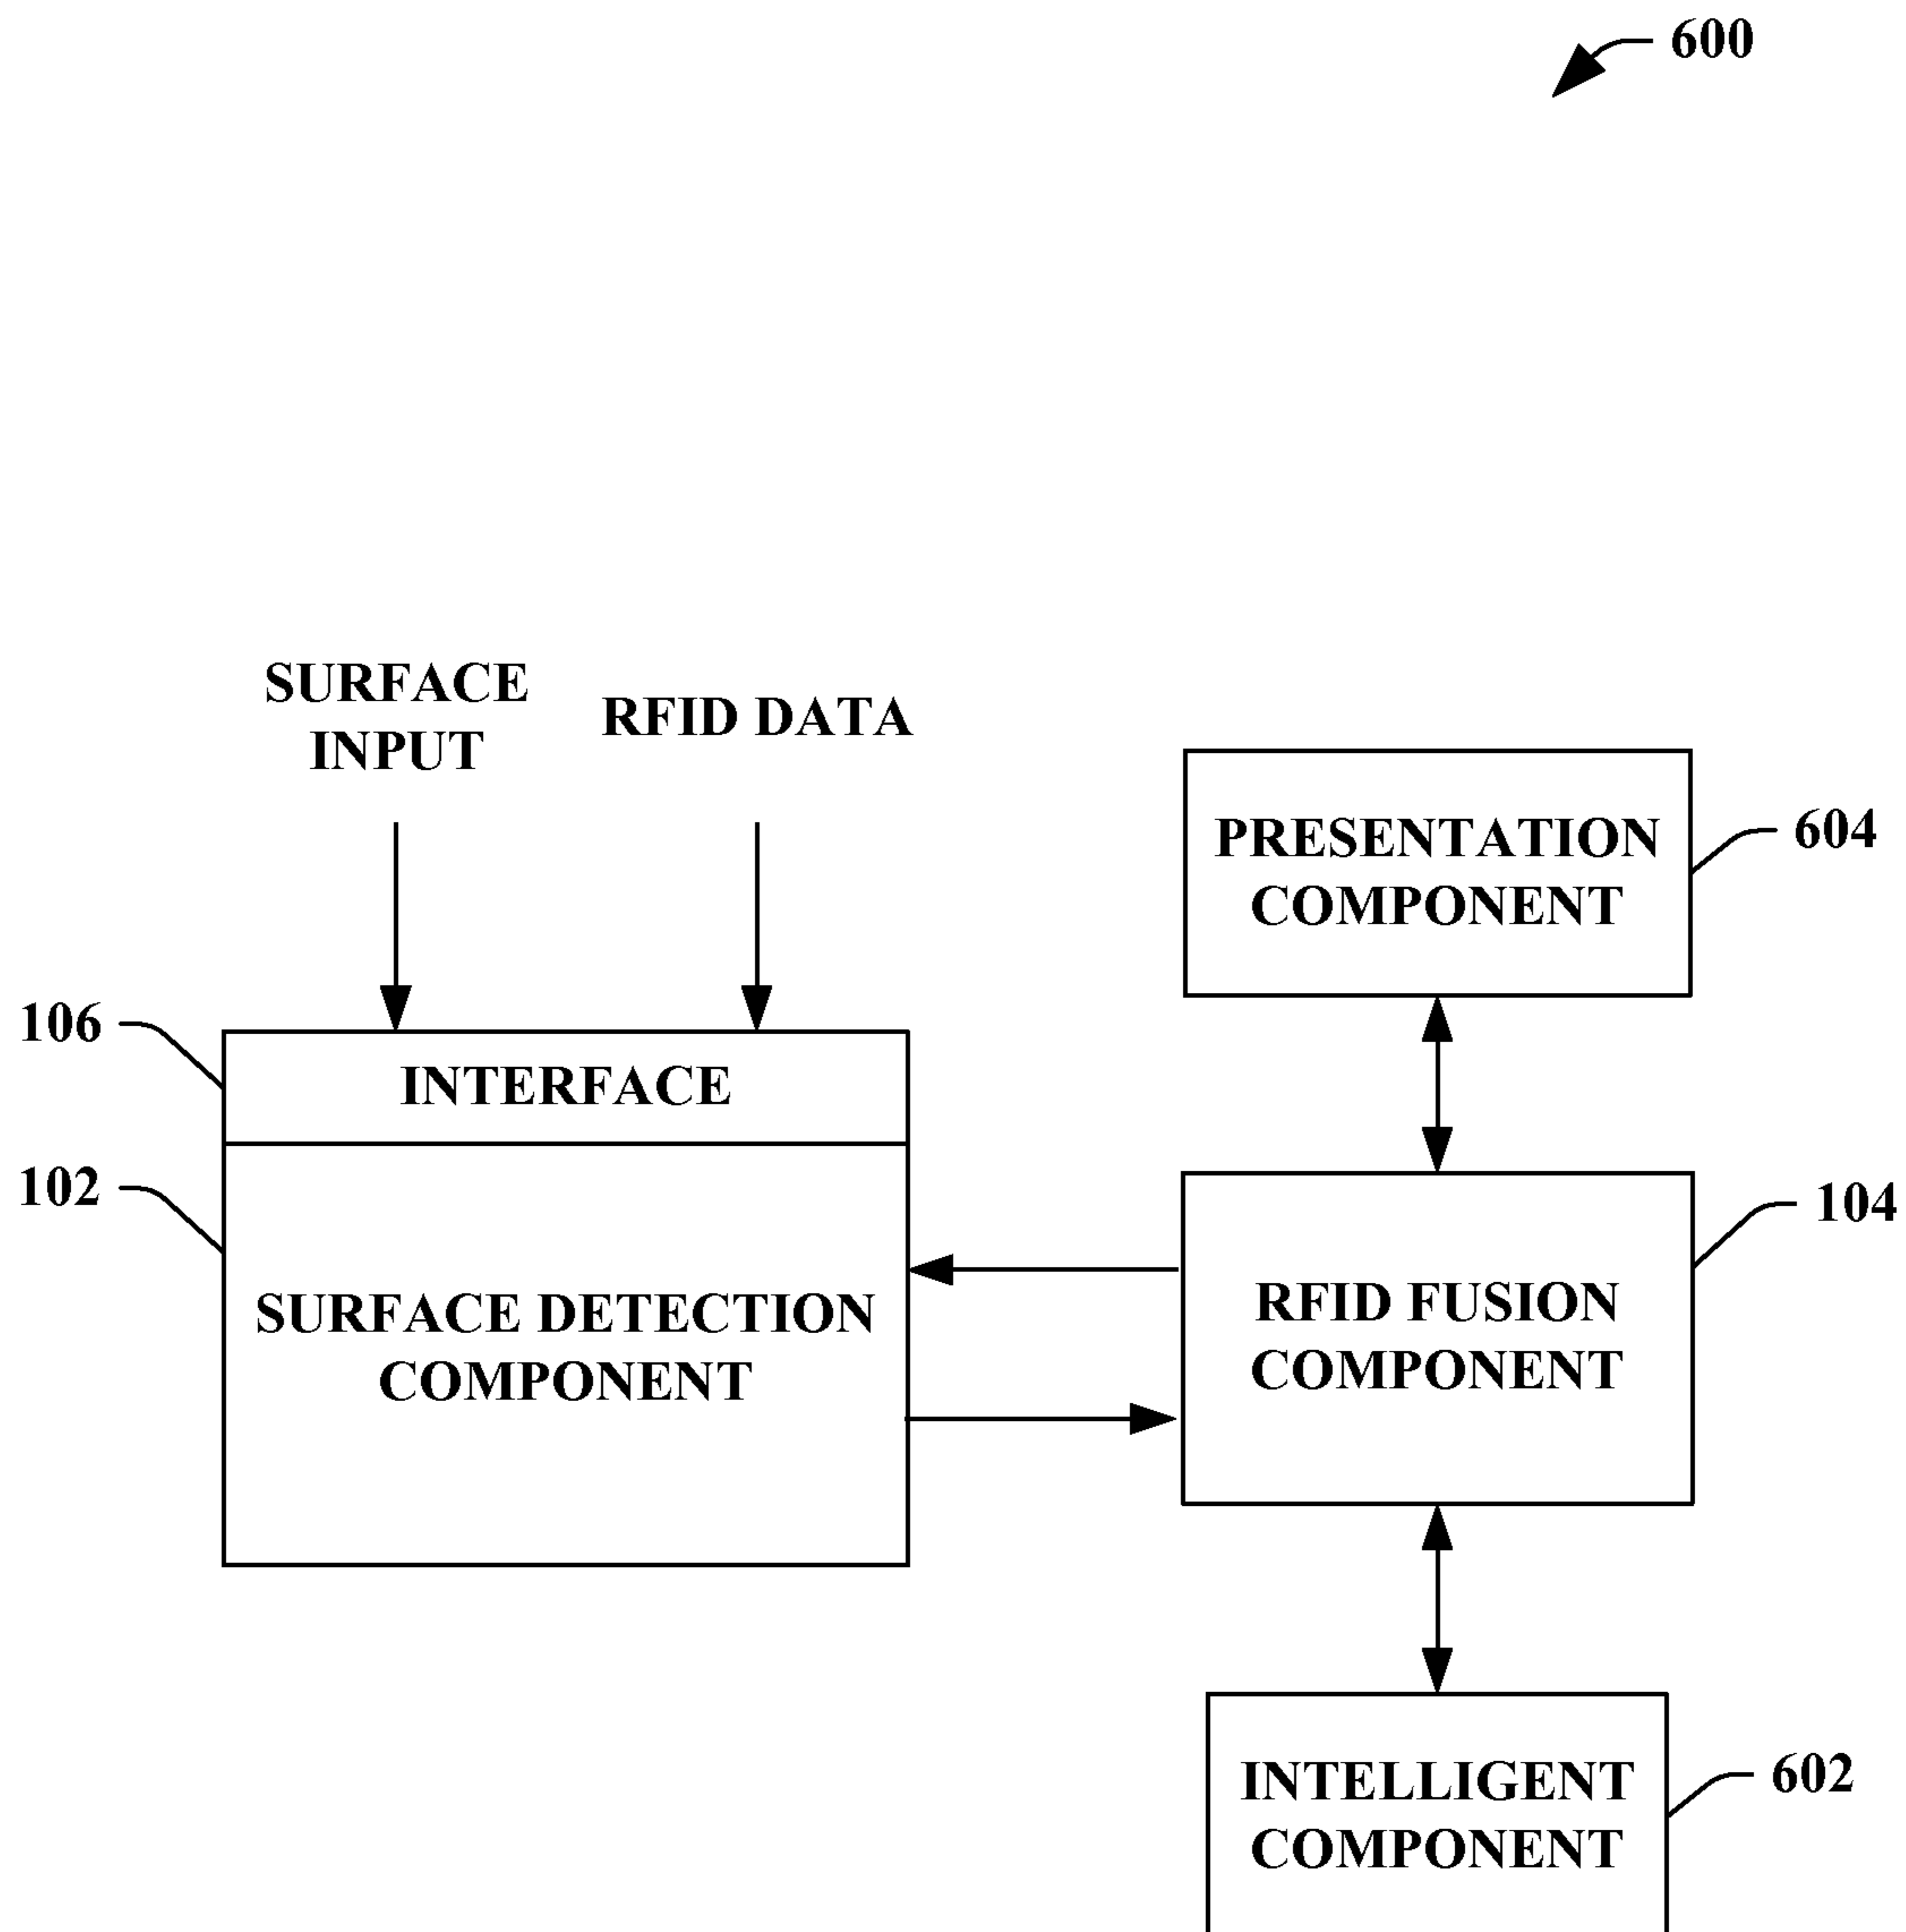 600
SURFACE
INPUT
RFID DATA
PRESENTATION
COMPONENT
604
106
INTERFACE
102
SURFACE DETECTION
COMPONENT
RFID FUSION
COMPONENT
104
INTELLIGENT
COMPONENT
602